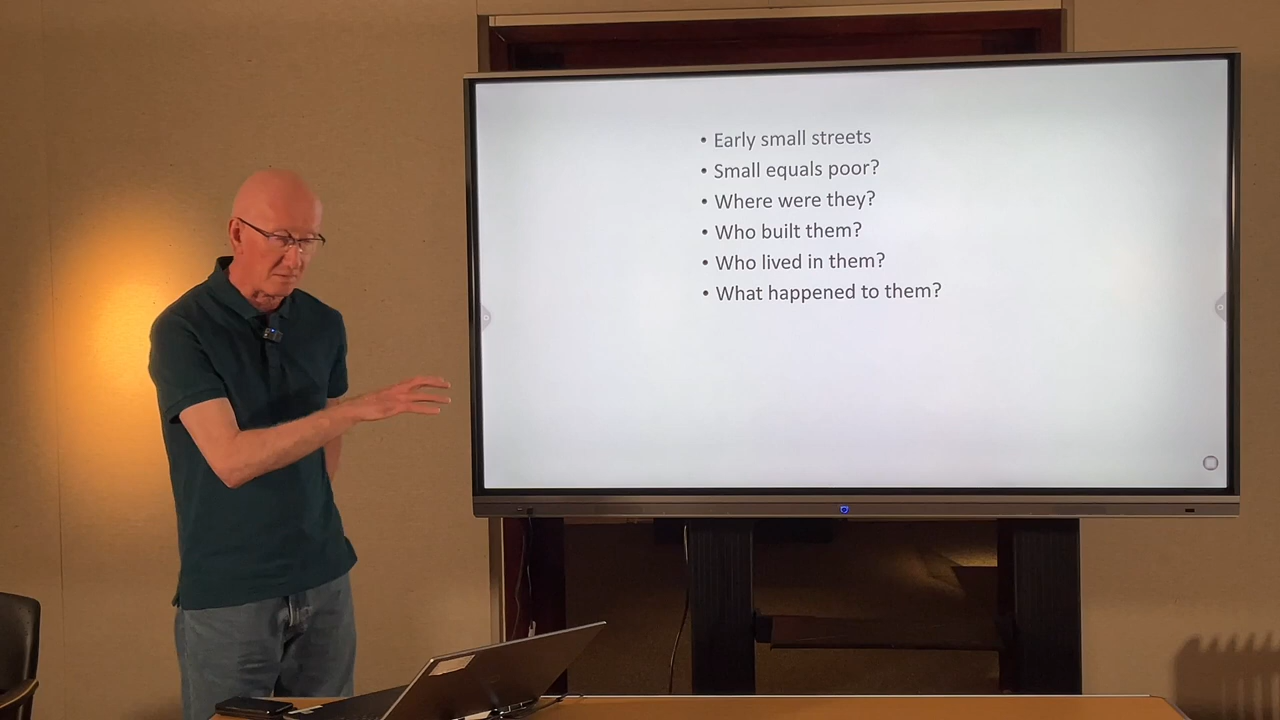 • Early small streets
• Small equals poor?
• Where were they?
• Who built them?
• Who lived in them?
• What happened to them?